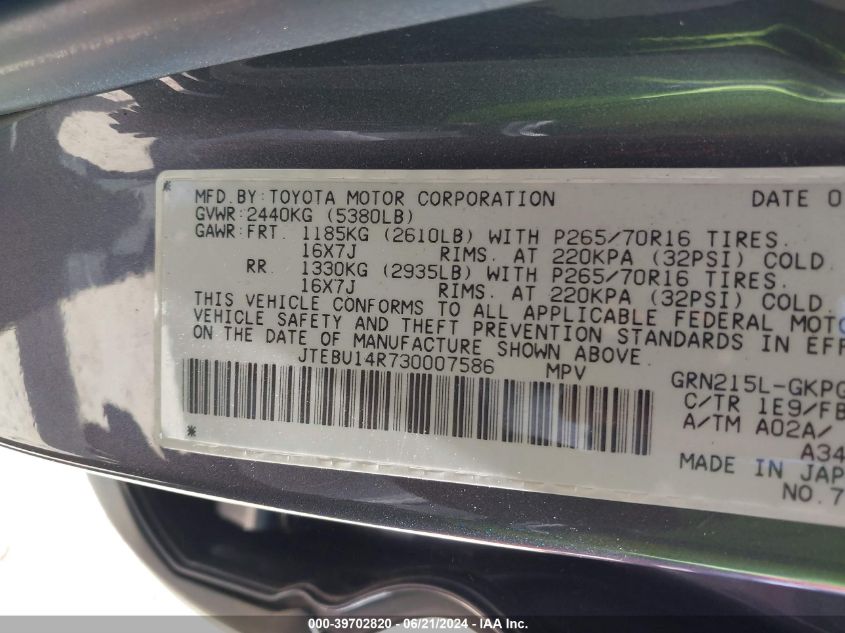 MFD.BY:TOYOTA MOTOR CORPORATION DATE
GVWR:2440KG (5380LB)
GAWR:FRT. 1185KG (2610LB) WITH P265/70R16 TIRES.
16X7J RIMS. AT 220KPA (32PSI) COLD.
RR. 1330KG (2935LB) WITH P265/70R16 TIRES.
16X7J RIMS. AT 220KPA (32PSI) COLD.
THIS VEHICLE CONFORMS TO ALL APPLICABLE FEDERAL MOTO
VEHICLE SAFETY AND THEFT PREVENTION STANDARDS IN EFF
ON THE DATE OF MANUFACTURE SHOWN ABOVE.
JTEBU14R730007586 MPV GRN215L-GKPG
C/TR 1E9/FB
A/TM A02A/
A34
MADE IN JAP
NO.7
000-39702820 - 06/21/2024 - IAA Inc.